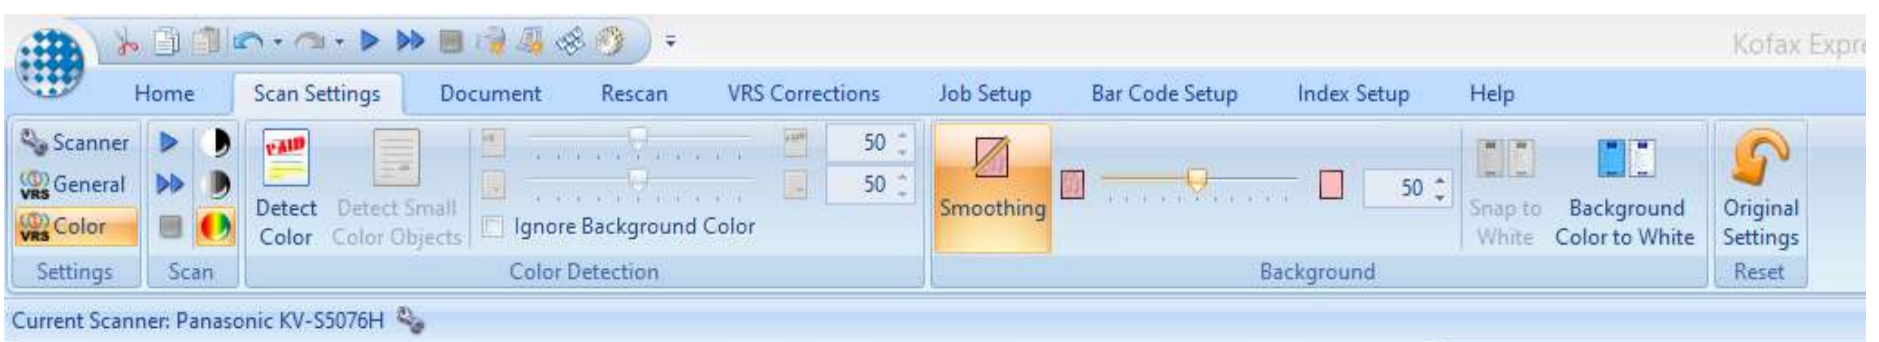 Kofax Expre
Home Scan Settings Document Rescan VRS Corrections Job Setup Bar Code Setup Index Setup Help
Scanner
VRS General
VRS Color
Settings
Scan
PAID
Detect
Color
Detect Small
Color Objects
50
50
Ignore Background Color
Color Detection
Smoothing
50
Snap to
White
Background
Color to White
Background
Original
Settings
Reset
Current Scanner: Panasonic KV-S5076H